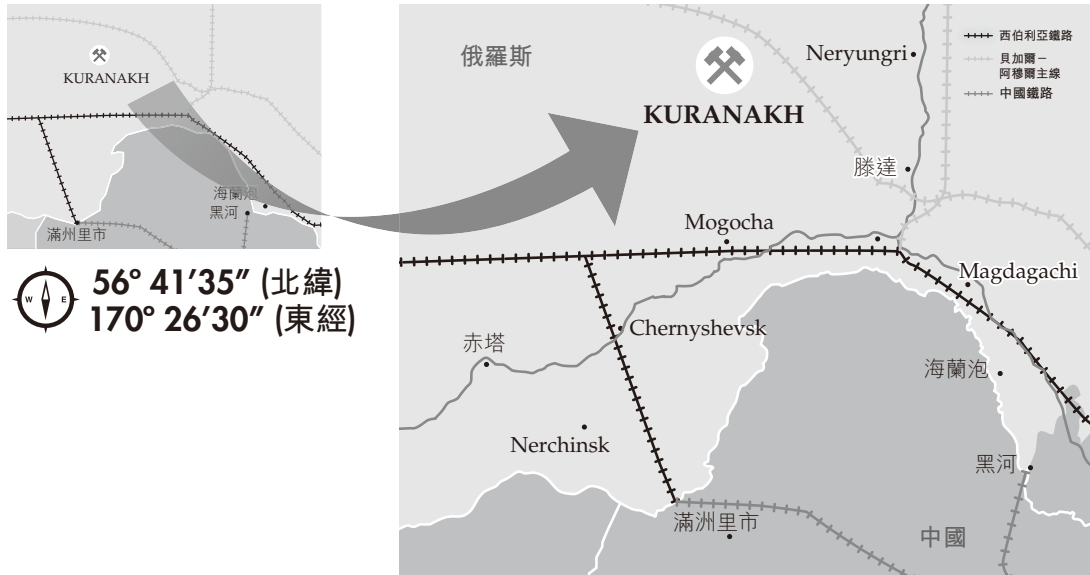 KURANAKH
海蘭泡
黑河
滿州里市
W E
56° 41’35” (北緯)
170° 26’30” (東經)
俄羅斯
Neryungri
西伯利亞鐵路
貝加爾－
阿穆爾主線
中國鐵路
KURANAKH
滕達
Mogocha
Magdagachi
Chernyshevsk
赤塔
海蘭泡
Nerchinsk
黑河
滿洲里市
中國